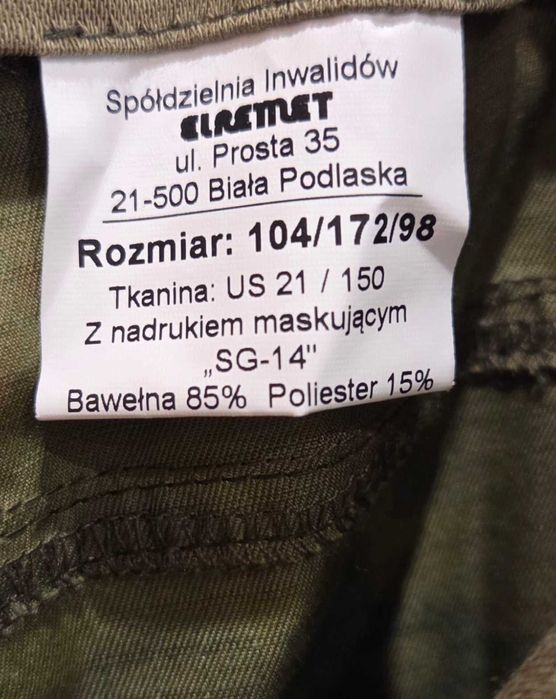 Spółdzielnia Inwalidów
ELREMET
ul. Prosta 35
21-500 Biała Podlaska
Rozmiar: 104/172/98
Tkanina: US 21 / 150
Z nadrukiem maskującym
„SG-14"
Bawełna 85% Poliester 15%